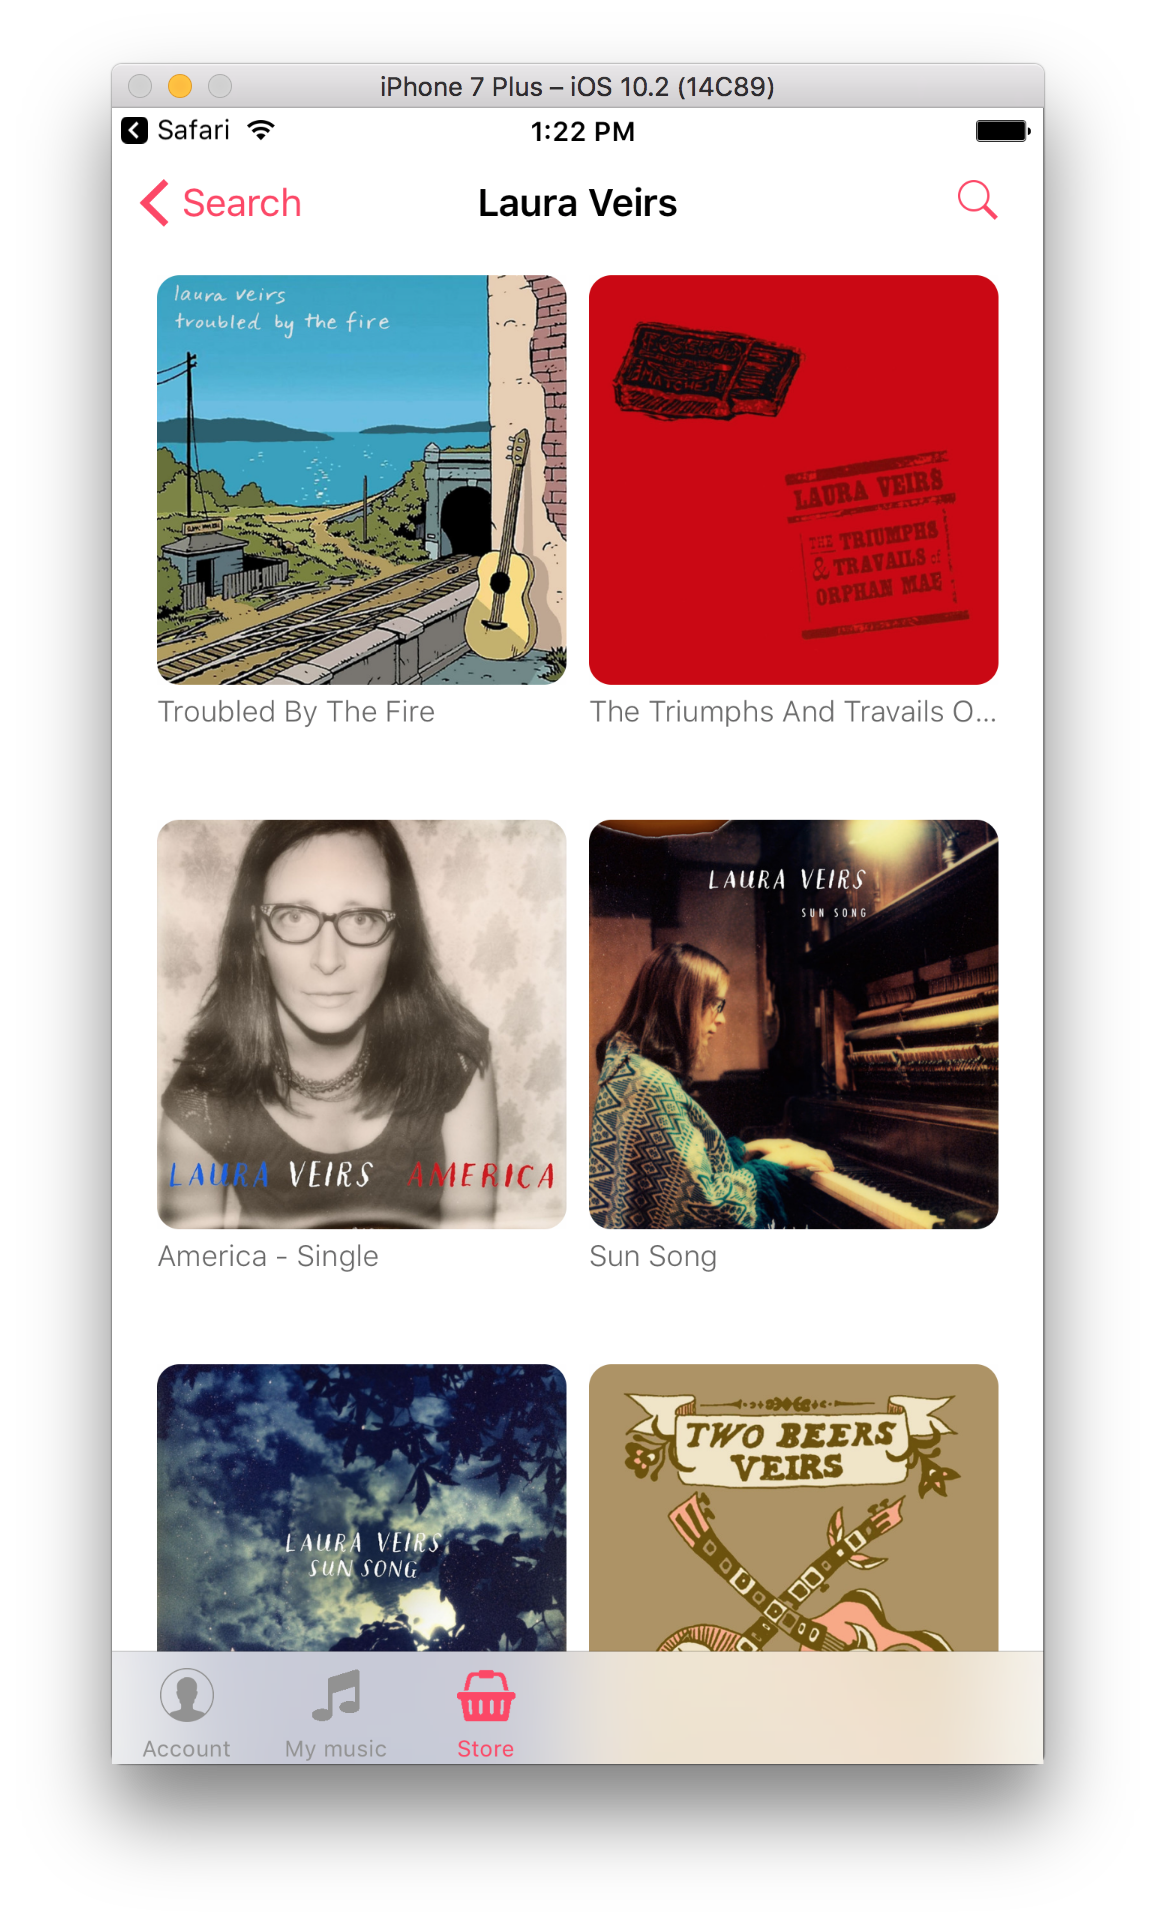 iPhone 7 Plus – iOS 10.2 (14C89)
Safari
1:22 PM
Search
Laura Veirs
laura veirs
troubled by the fire
MATCHES
LAURA VEIRS
THE TRIUMPHS
& TRAVAILS of
ORPHAN MAE
Troubled By The Fire
The Triumphs And Travails O...
LAURA VEIRS AMERICA
LAURA VEIRS
SUN SONG
America - Single
Sun Song
LAURA VEIRS
SUN SONG
TWO BEERS
VEIRS
Account
My music
Store